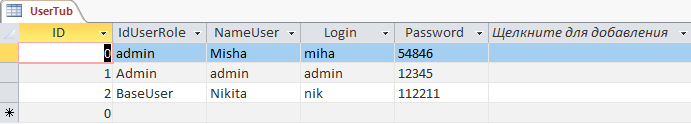 UserTub
ID IdUserRole NameUser Login Password Щелкните для добавления
0 admin Misha miha 54846
1 Admin admin admin 12345
2 BaseUser Nikita nik 112211
* 0